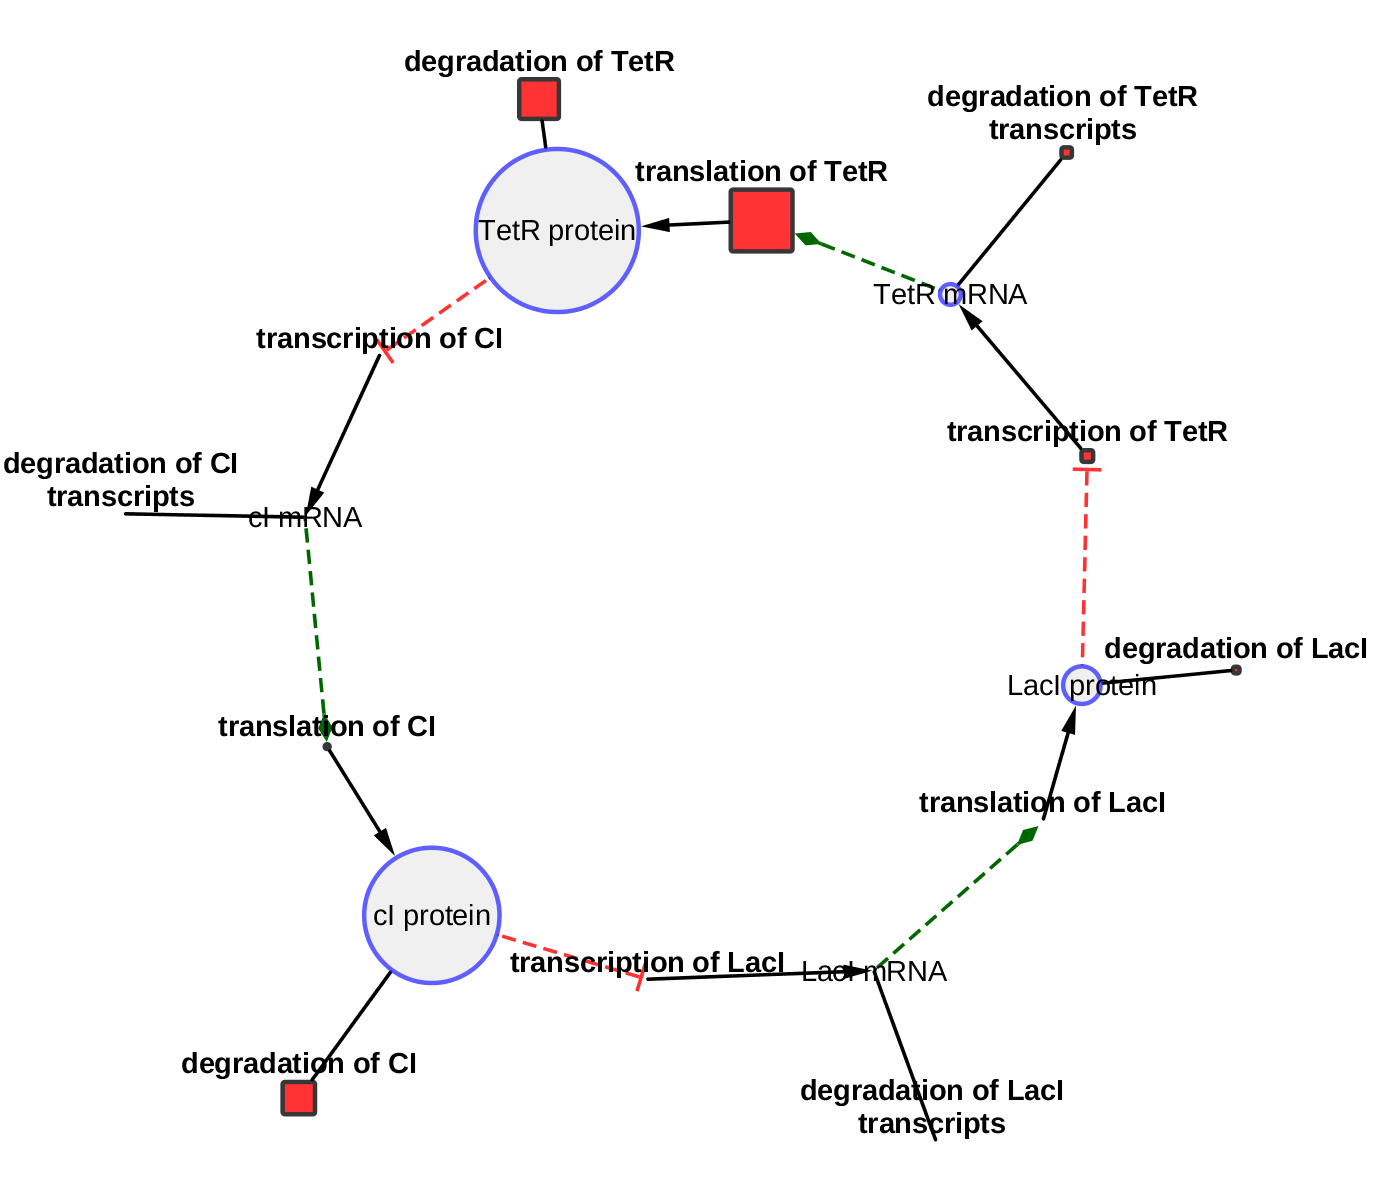 degradation of TetR
degradation of TetR
transcripts
translation of TetR
TetR protein
TetR mRNA
transcription of CI
transcription of TetR
degradation of CI
transcripts
cI mRNA
degradation of LacI
LacI protein
translation of CI
translation of LacI
cI protein
transcription of LacI
LacI mRNA
degradation of CI
degradation of LacI
transcripts